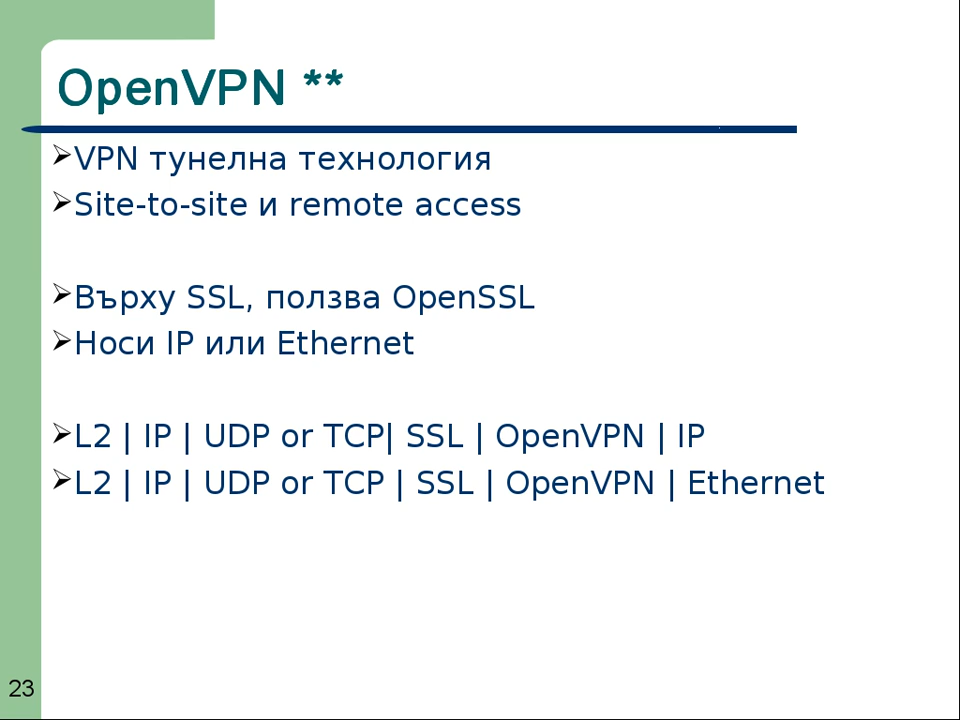 OpenVPN **
VPN тунелна технология
Site-to-site и remote access
Върху SSL, ползва OpenSSL
Носи IP или Ethernet
L2 | IP | UDP or TCP| SSL | OpenVPN | IP
L2 | IP | UDP or TCP | SSL | OpenVPN | Ethernet
23